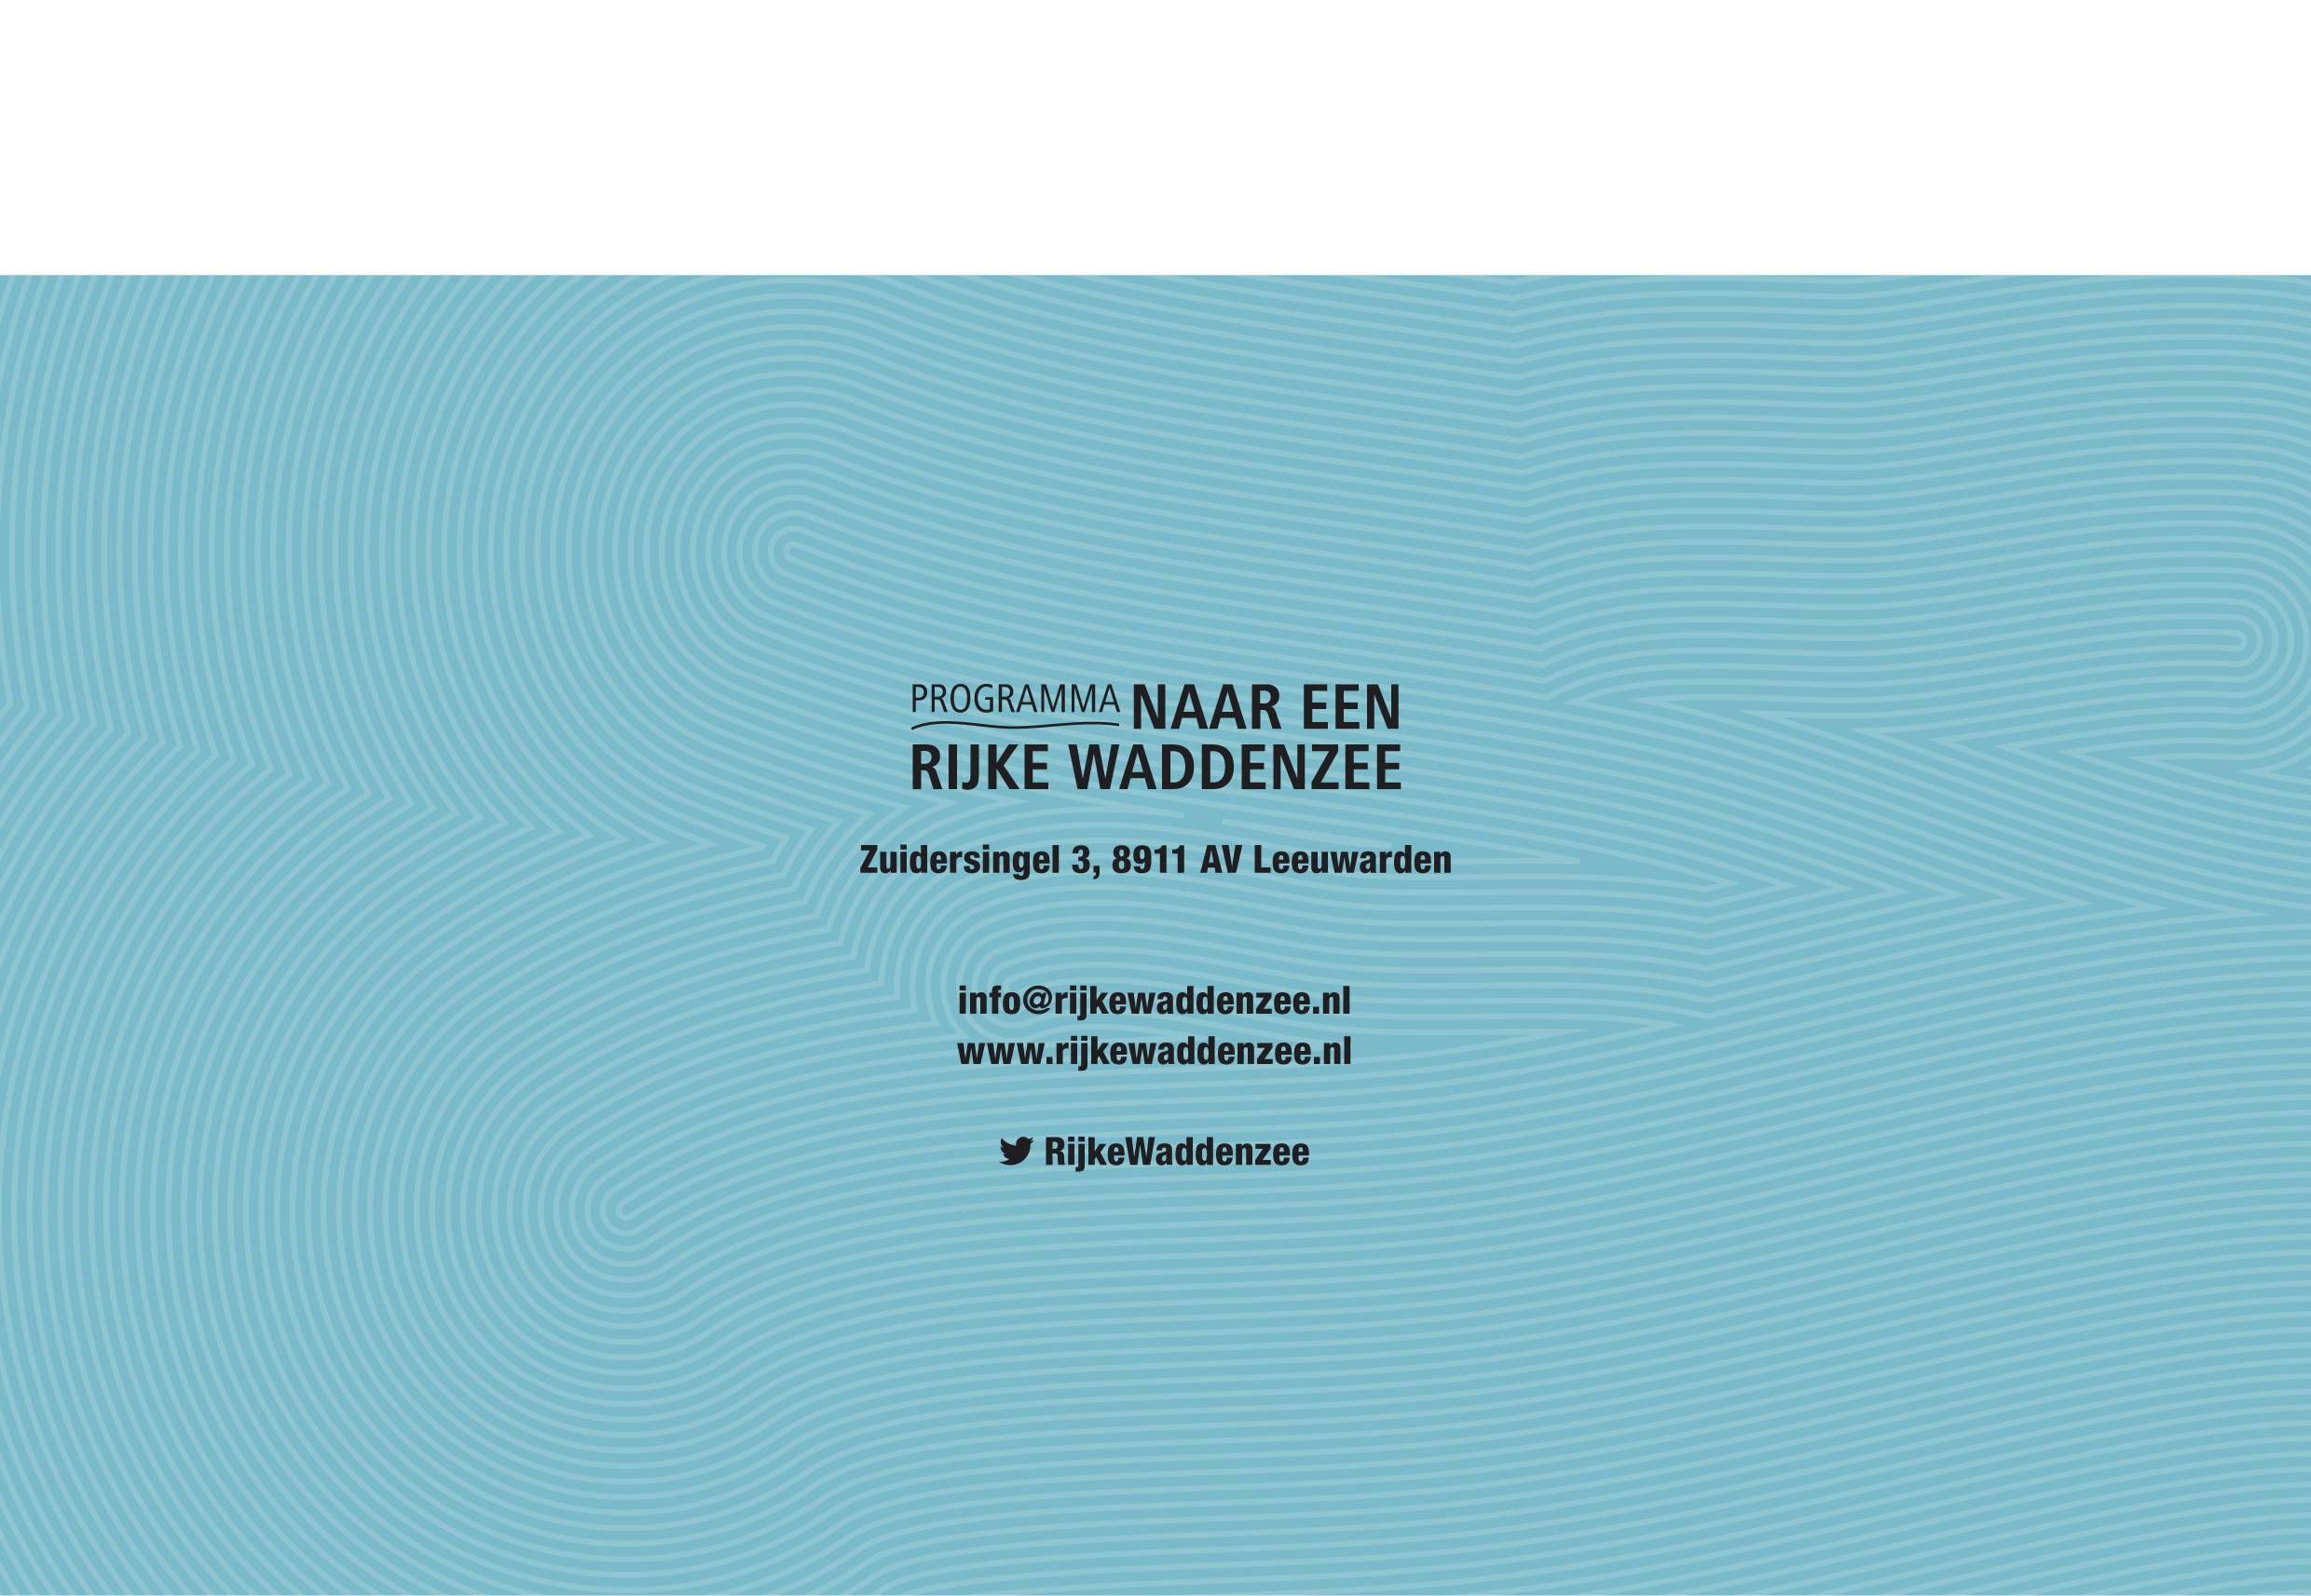 PROGRAMMA NAAR EEN
RIJKE WADDENZEE
Zuidersingel 3, 8911 AV Leeuwarden
info@rijkewaddenzee.nl
www.rijkewaddenzee.nl
RijkeWaddenzee